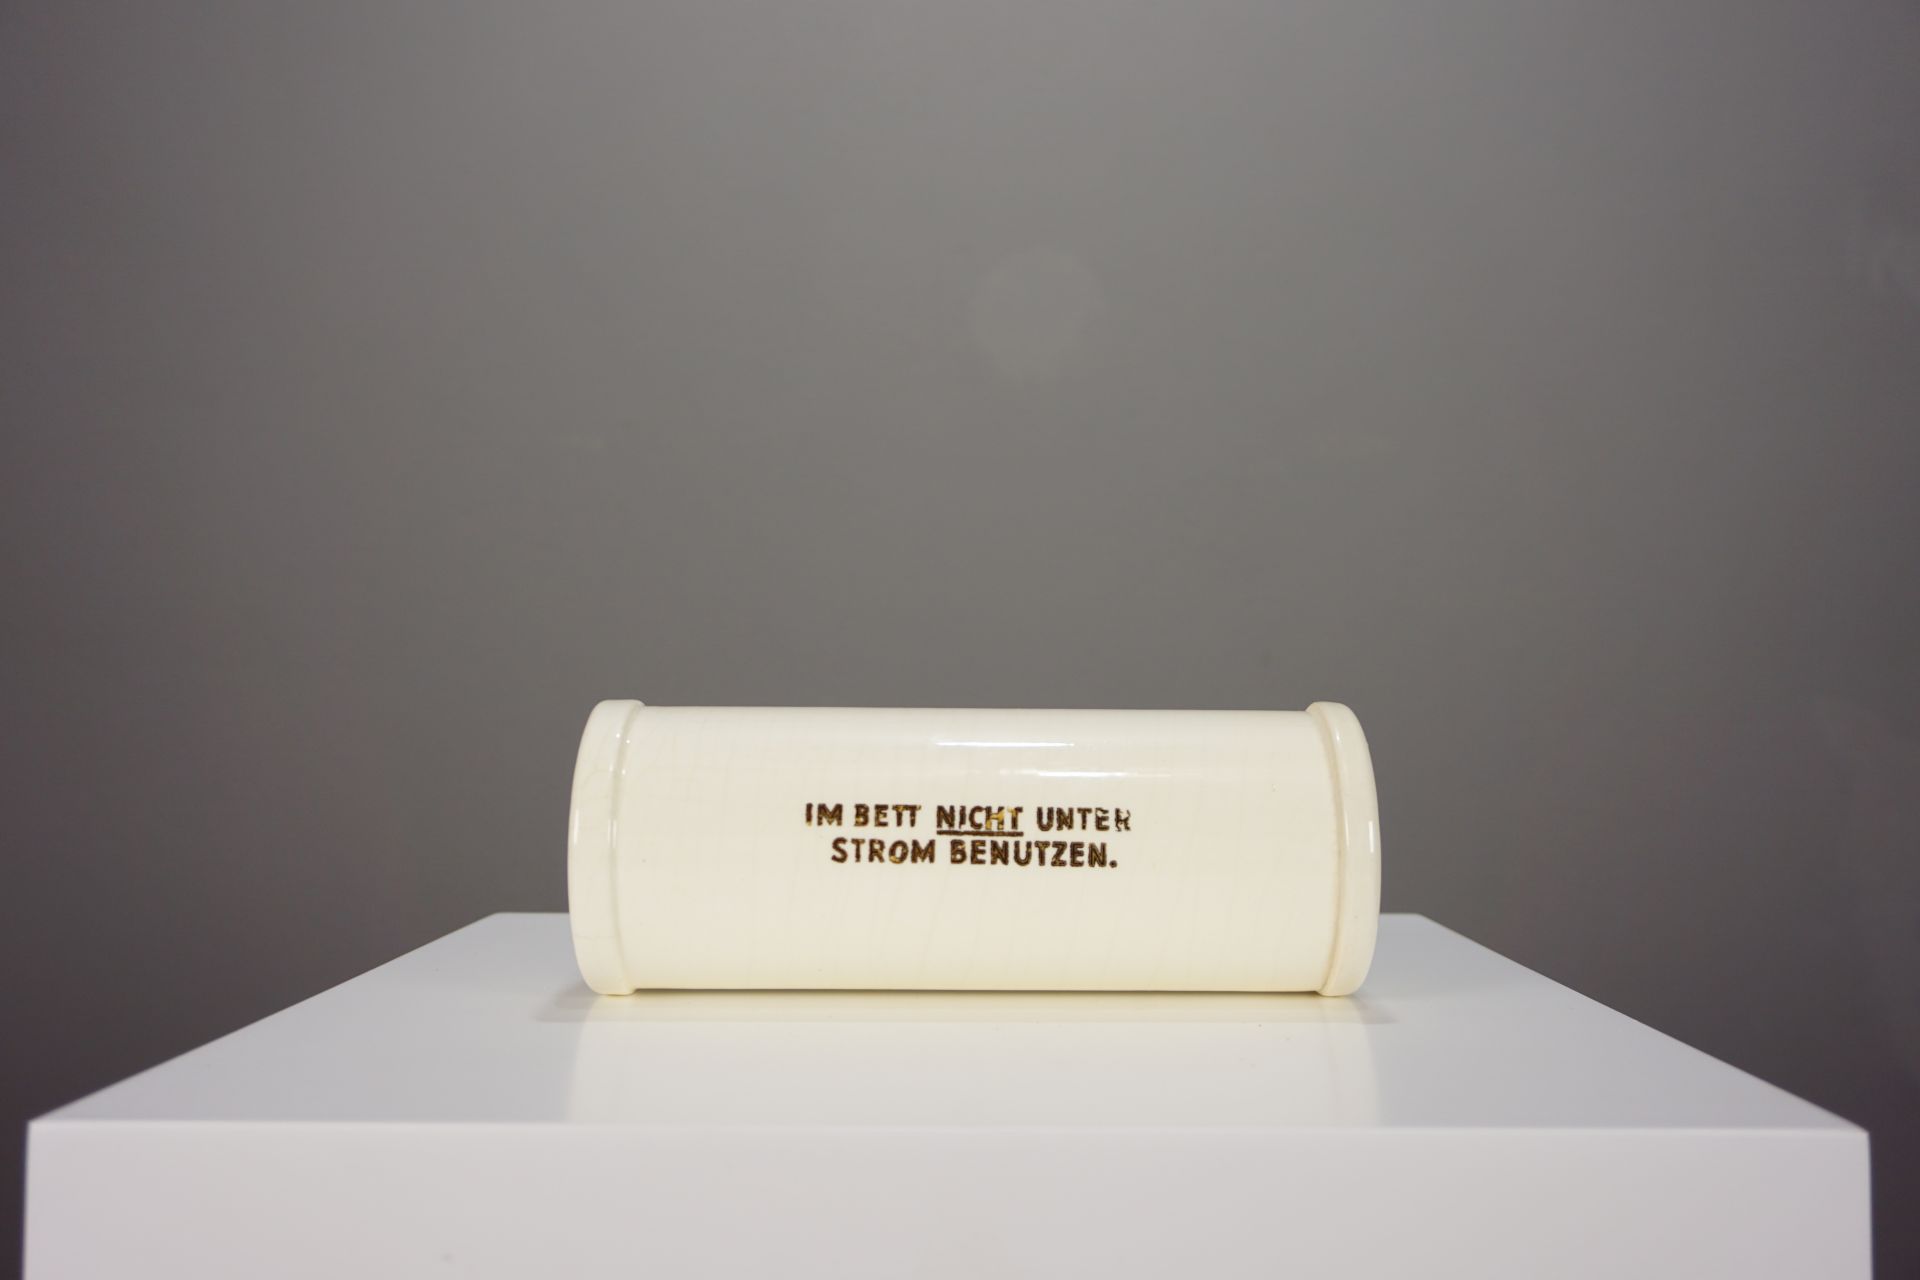 IM BETT NICHT UNTER
STROM BENUTZEN.